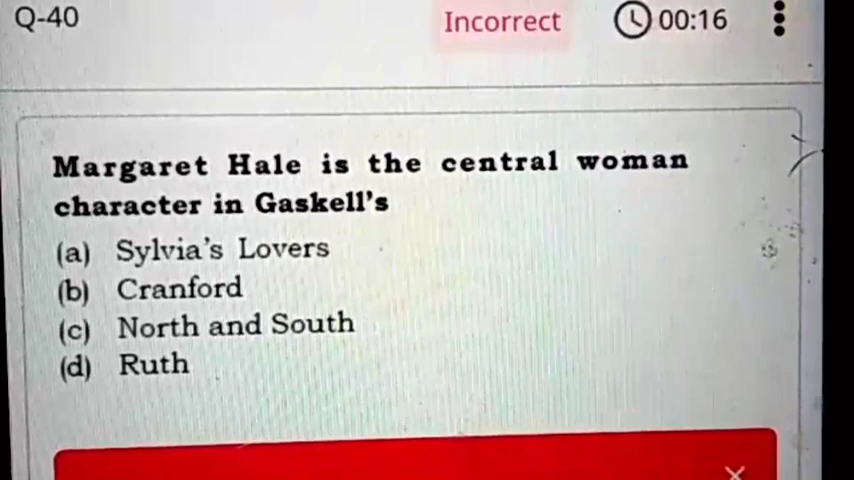 Q-40
Incorrect
00:16
Margaret Hale is the central woman
character in Gaskell's
(a) Sylvia's Lovers
(b) Cranford
(c) North and South
(d) Ruth